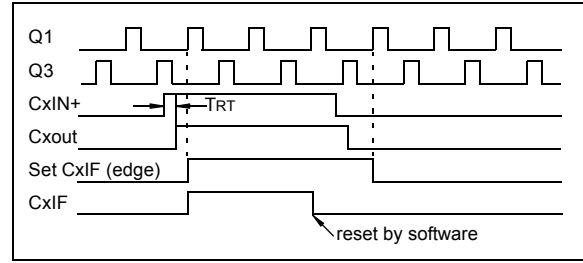 Q1
Q3
CxIN+
TRT
Cxout
Set CxIF (edge)
CxIF
reset by software